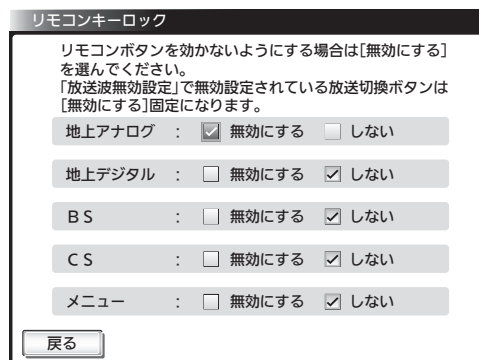 リモコンキーロック
リモコンボタンを効かないようにする場合は[無効にする]
を選んでください。
「放送波無効設定」で無効設定されている放送切換ボタンは
[無効にする]固定になります。
地上アナログ : 無効にする しない
地上デジタル : 無効にする しない
BS : 無効にする しない
CS : 無効にする しない
メニュー : 無効にする しない
戻る